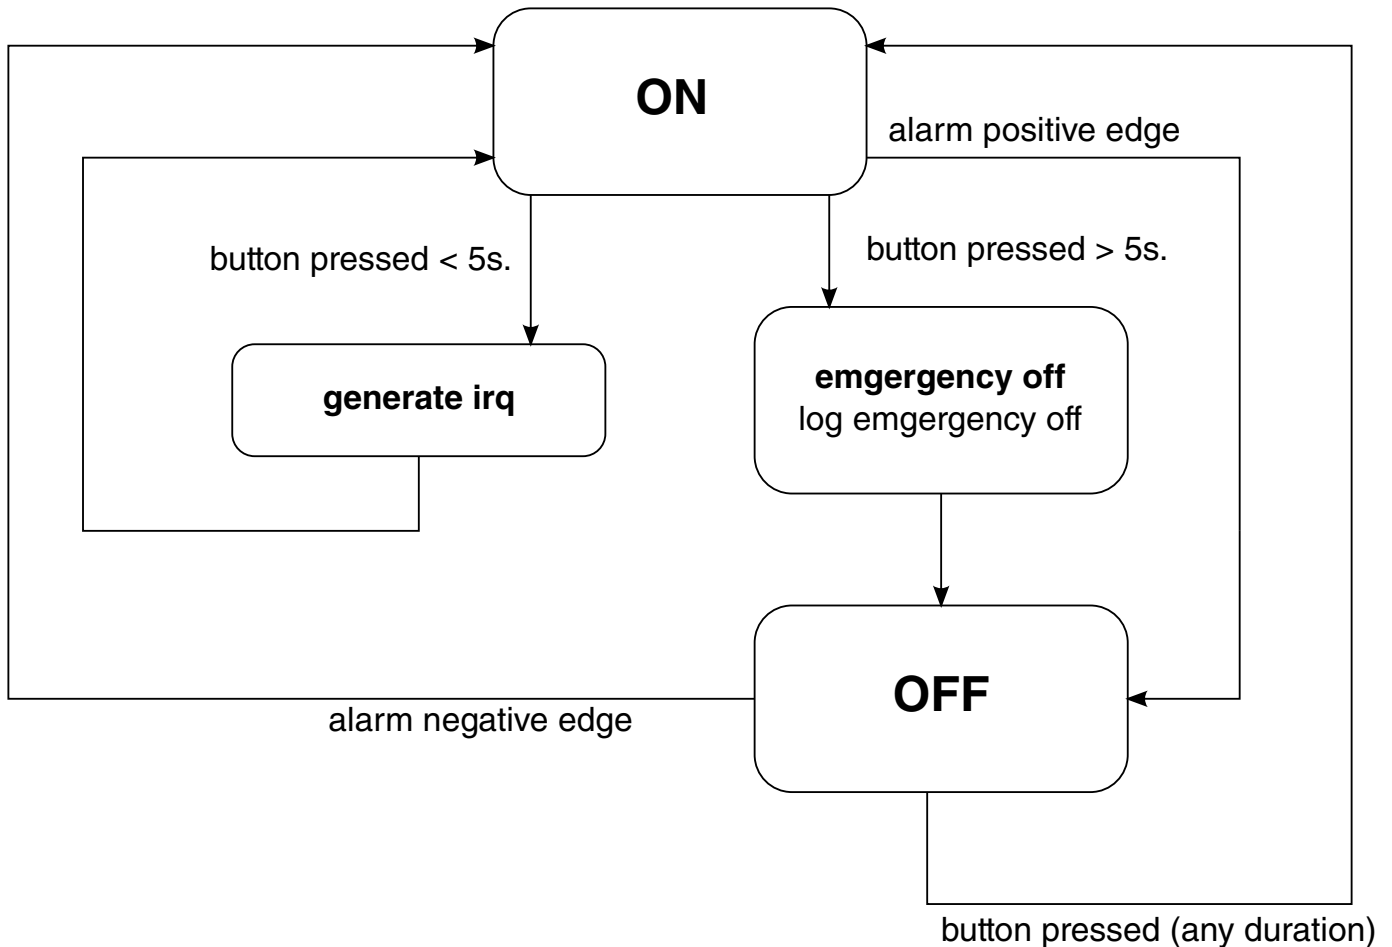 ON
alarm positive edge
button pressed < 5s.
button pressed > 5s.
generate irq
emgergency off
log emgergency off
OFF
alarm negative edge
button pressed (any duration)